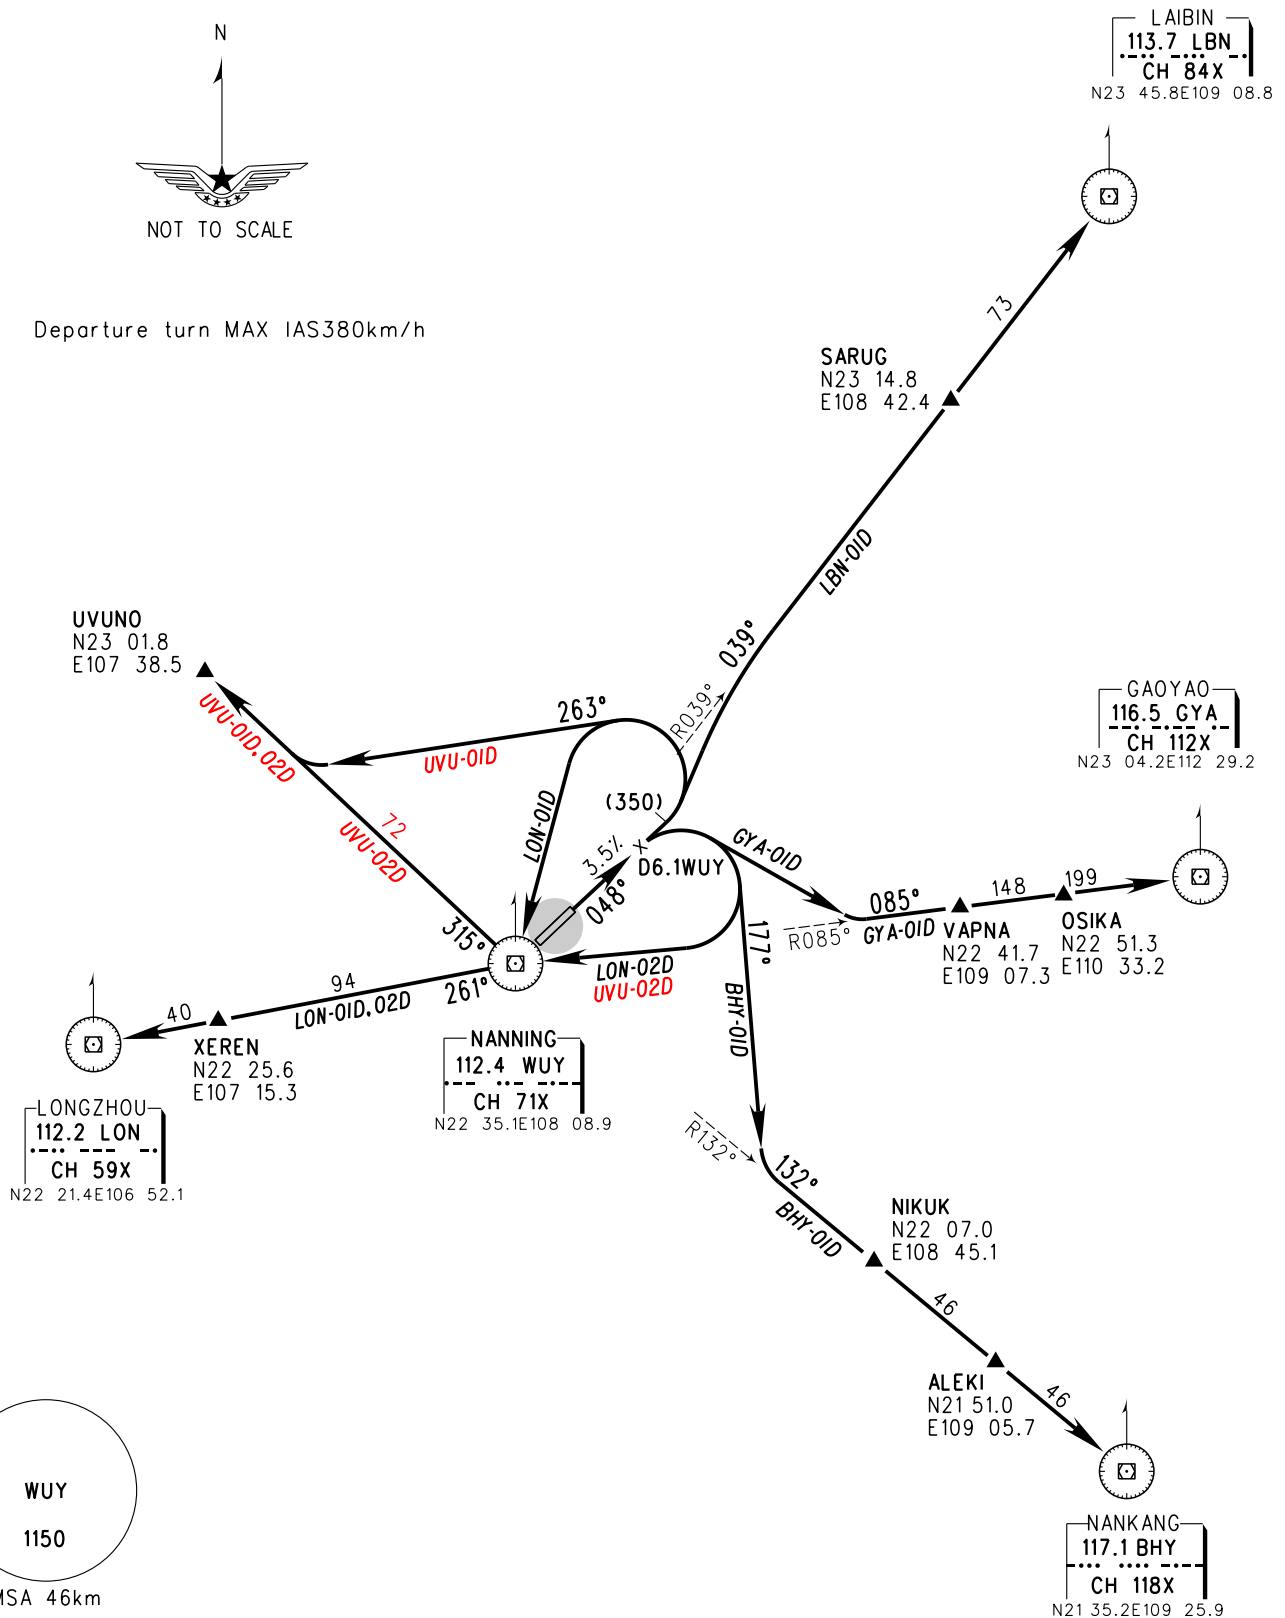 LAIBIN
113.7 LBN
CH 84X
N23 45.8E109 08.8
N
NOT TO SCALE
Departure turn MAX IAS380km/h
73
SARUG
N23 14.8
E108 42.4
LBN-01D
039°
R039°
UVUNO
N23 01.8
E107 38.5
UVU-01D,02D
263°
UVU-01D
GAOYAO
116.5 GYA
CH 112X
N23 04.2E112 29.2
72
UVU-02D
LON-01D
(350)
3.5%
D6.1WUY
048°
GYA-01D
R085°
085°
GYA-01D
148
199
VAPNA
N22 41.7
E109 07.3
OSIKA
N22 51.3
E110 33.2
315°
177°
LON-02D
UVU-02D
BHY-01D
94
261°
LON-01D,02D
40
XEREN
N22 25.6
E107 15.3
NANNING
112.4 WUY
CH 71X
N22 35.1E108 08.9
LONGZHOU
112.2 LON
CH 59X
N22 21.4E106 52.1
R132°
132°
BHY-01D
NIKUK
N22 07.0
E108 45.1
46
ALEKI
N21 51.0
E109 05.7
46
WUY
1150
MSA 46km
NANKANG
117.1 BHY
CH 118X
N21 35.2E109 25.9